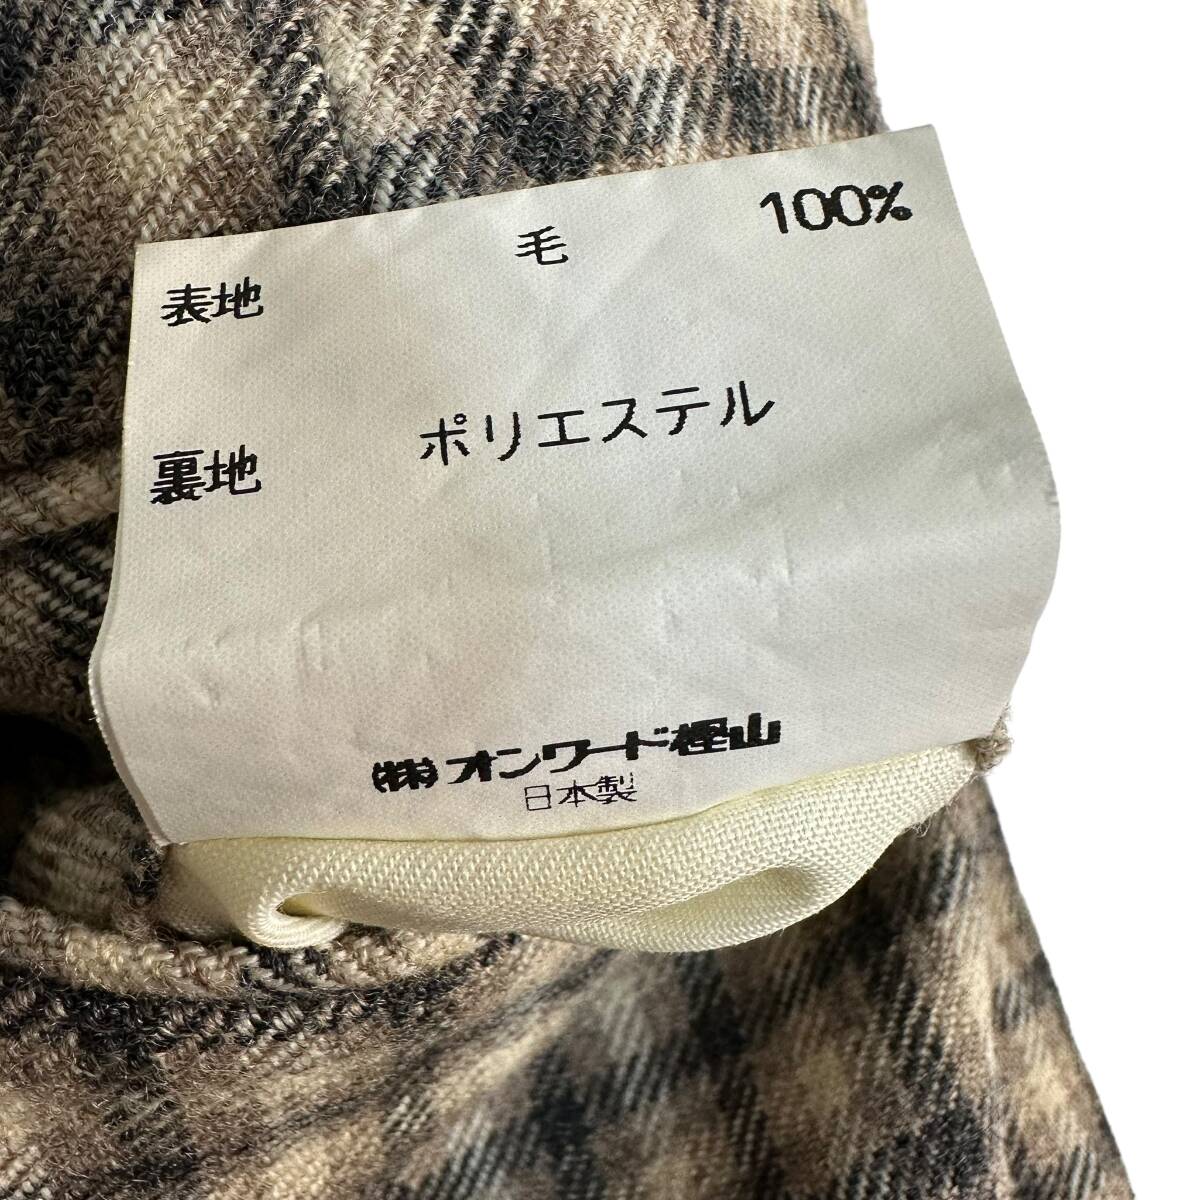 表地 毛 100%
裏地 ポリエステル
(株)オンワード樫山
日本製